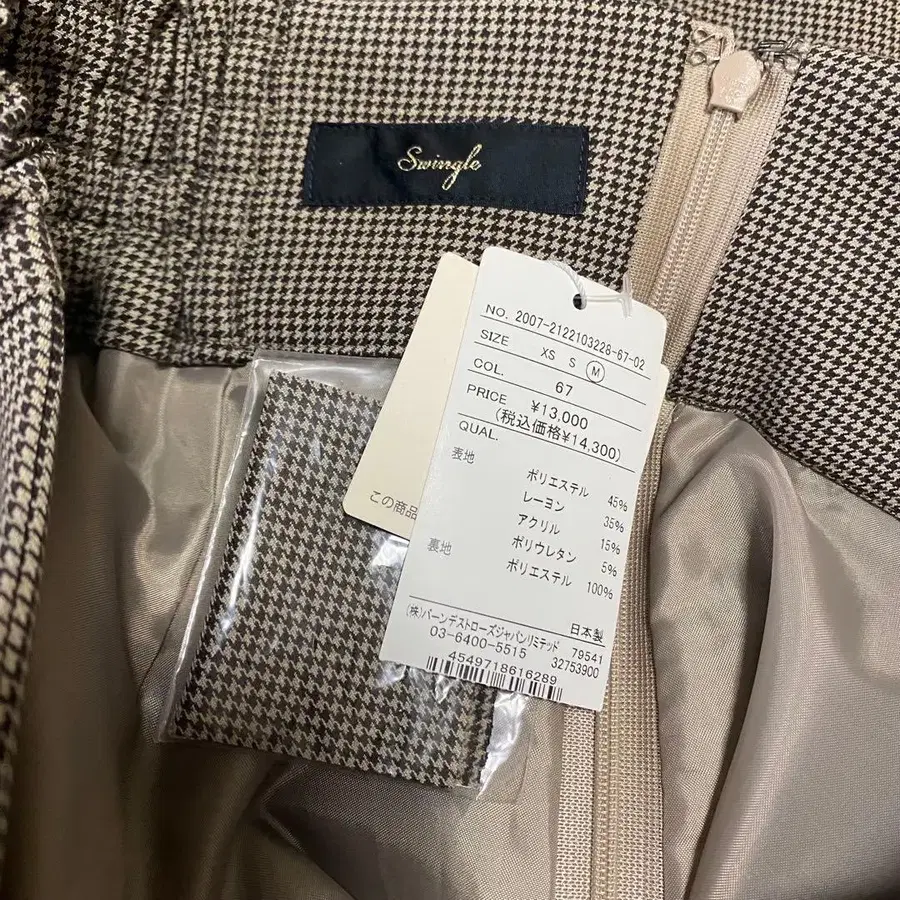 Swingle
NO. 2007-2122103228-67-02
SIZE XS S M
COL. 67
PRICE ¥13,000
(税込価格¥14,300)
QUAL.
表地 ポリエステル 45%
レーヨン 35%
アクリル 15%
ポリウレタン 5%
裏地 ポリエステル 100%
日本製
(株)バーンデストローズジャパンリミテッド 79541
03-6400-5515 32753900
4549718616289
この商品